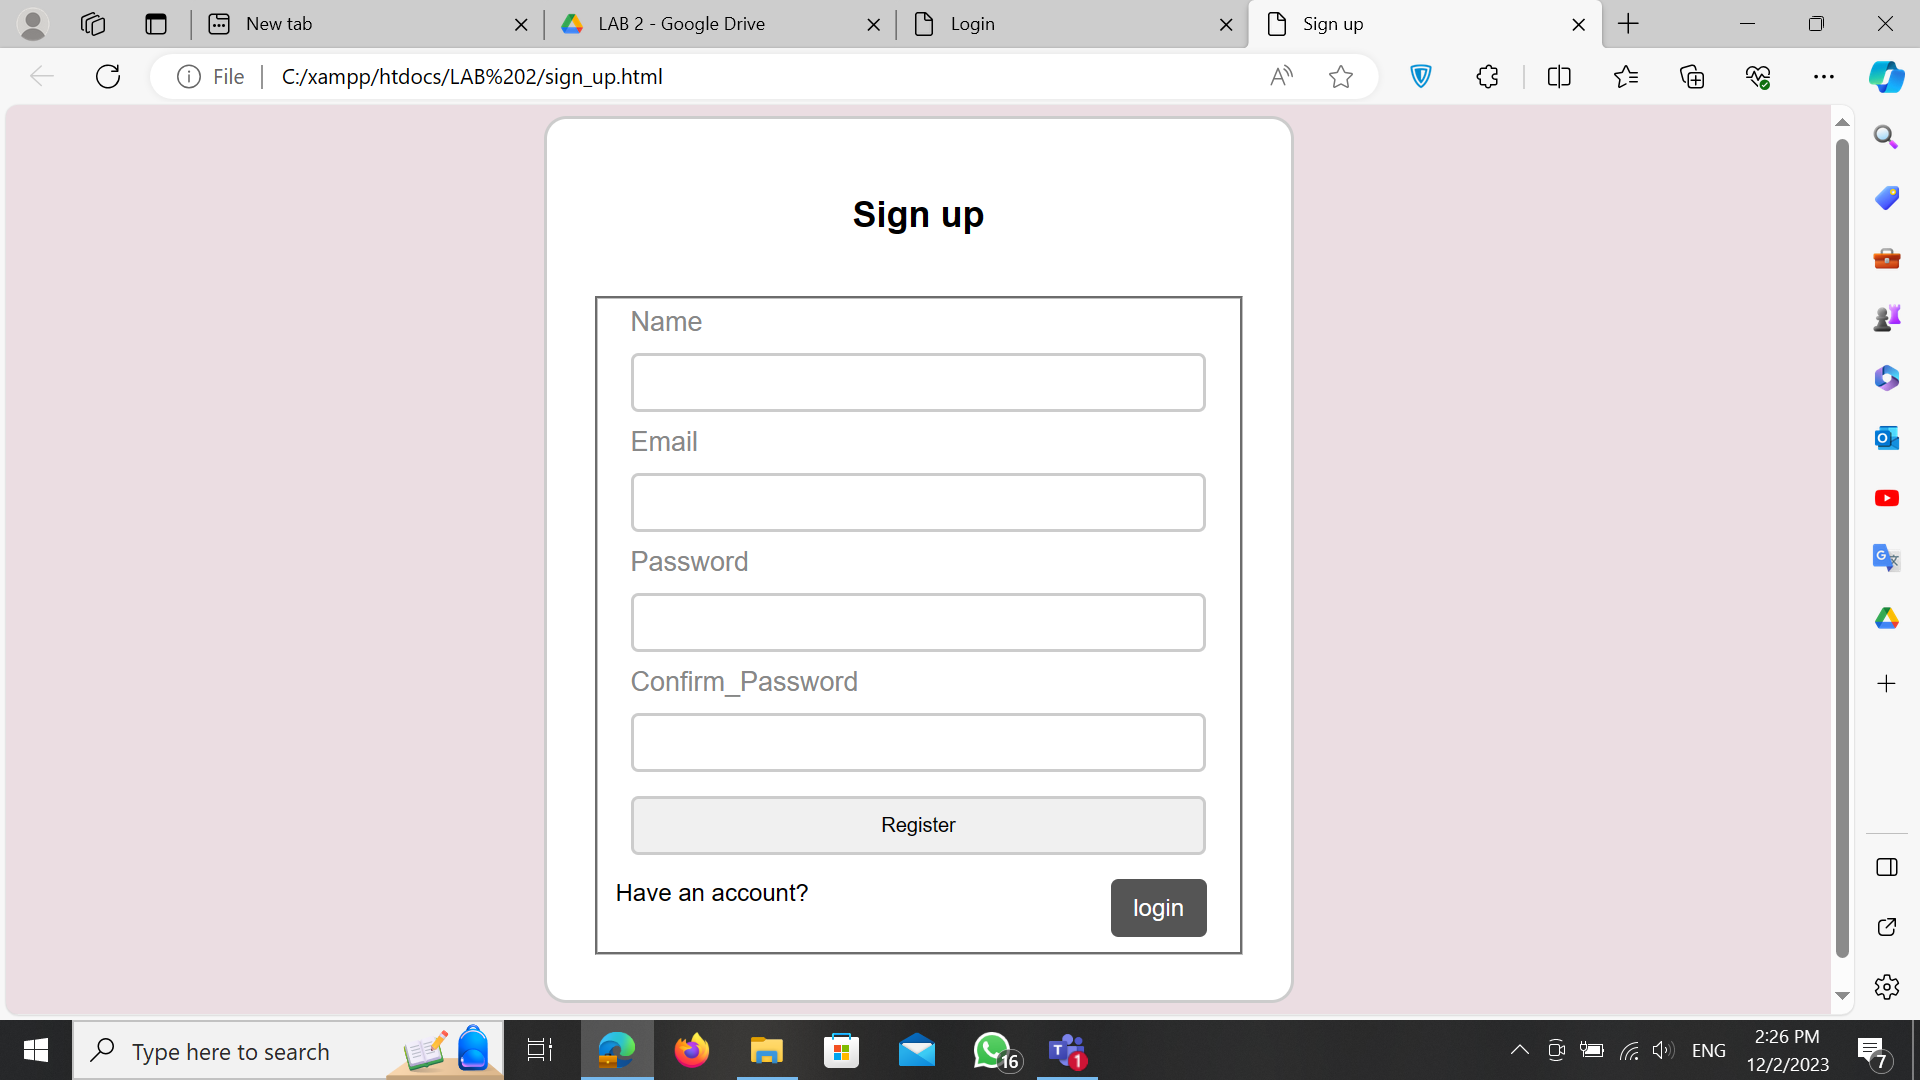 New tab
LAB 2 - Google Drive
Login
Sign up
File
C:/xampp/htdocs/LAB%202/sign_up.html
Sign up
Name
Email
Password
Confirm_Password
Register
Have an account?
login
Type here to search
16
1
ENG
2:26 PM
12/2/2023
7